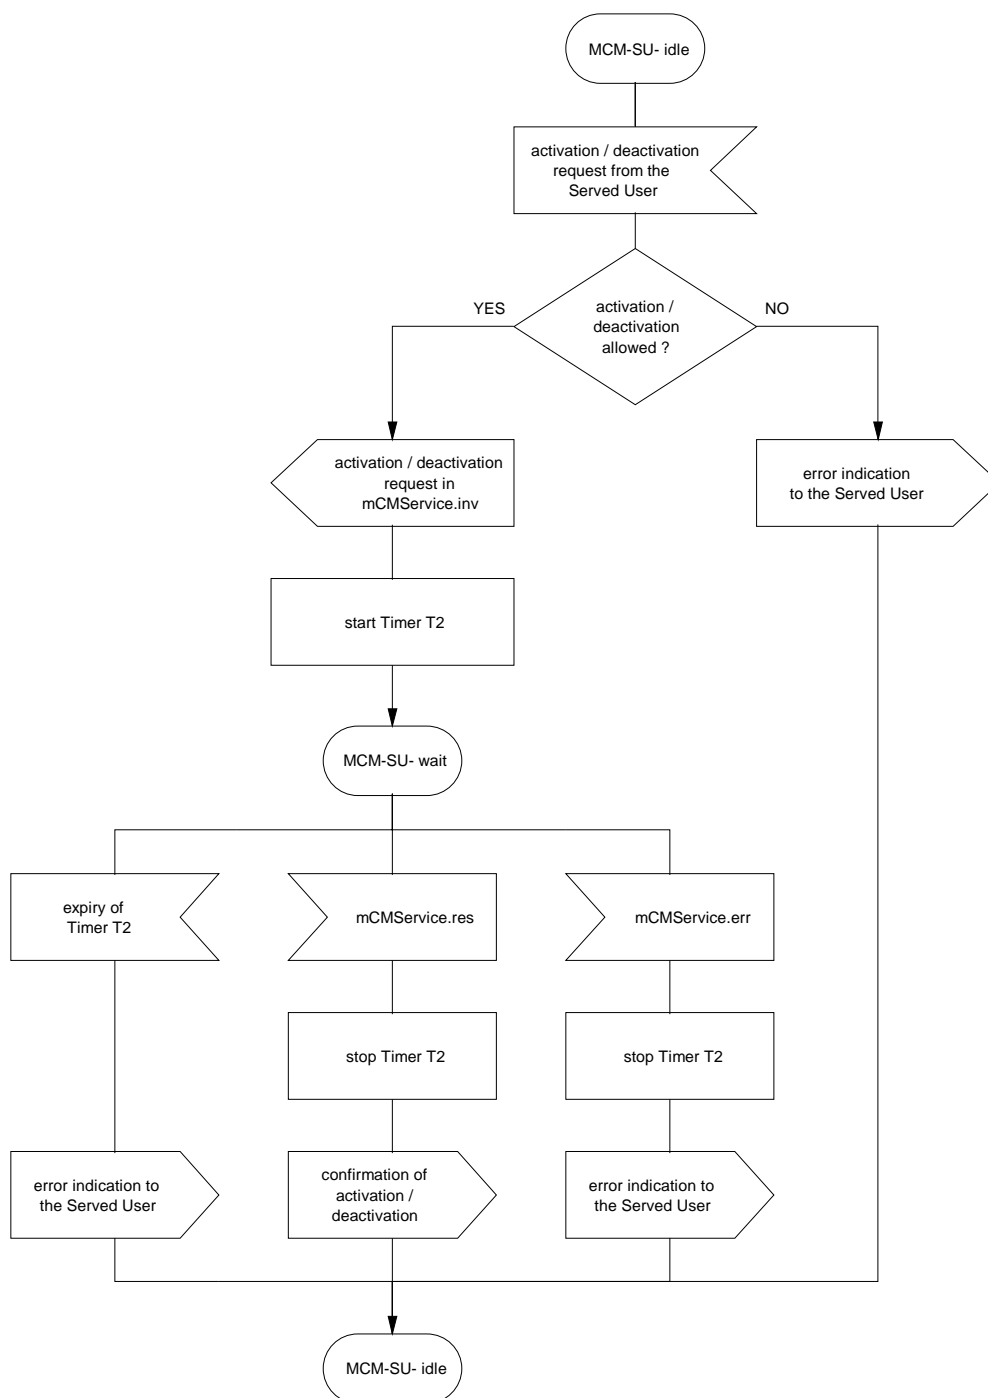 MCM-SU- idle
activation / deactivation
request from the
Served User
YES
activation /
deactivation
allowed ?
NO
activation / deactivation
request in
mCMService.inv
error indication
to the Served User
start Timer T2
MCM-SU- wait
expiry of
Timer T2
mCMService.res
mCMService.err
stop Timer T2
stop Timer T2
error indication to
the Served User
confirmation of
activation /
deactivation
error indication to
the Served User
MCM-SU- idle